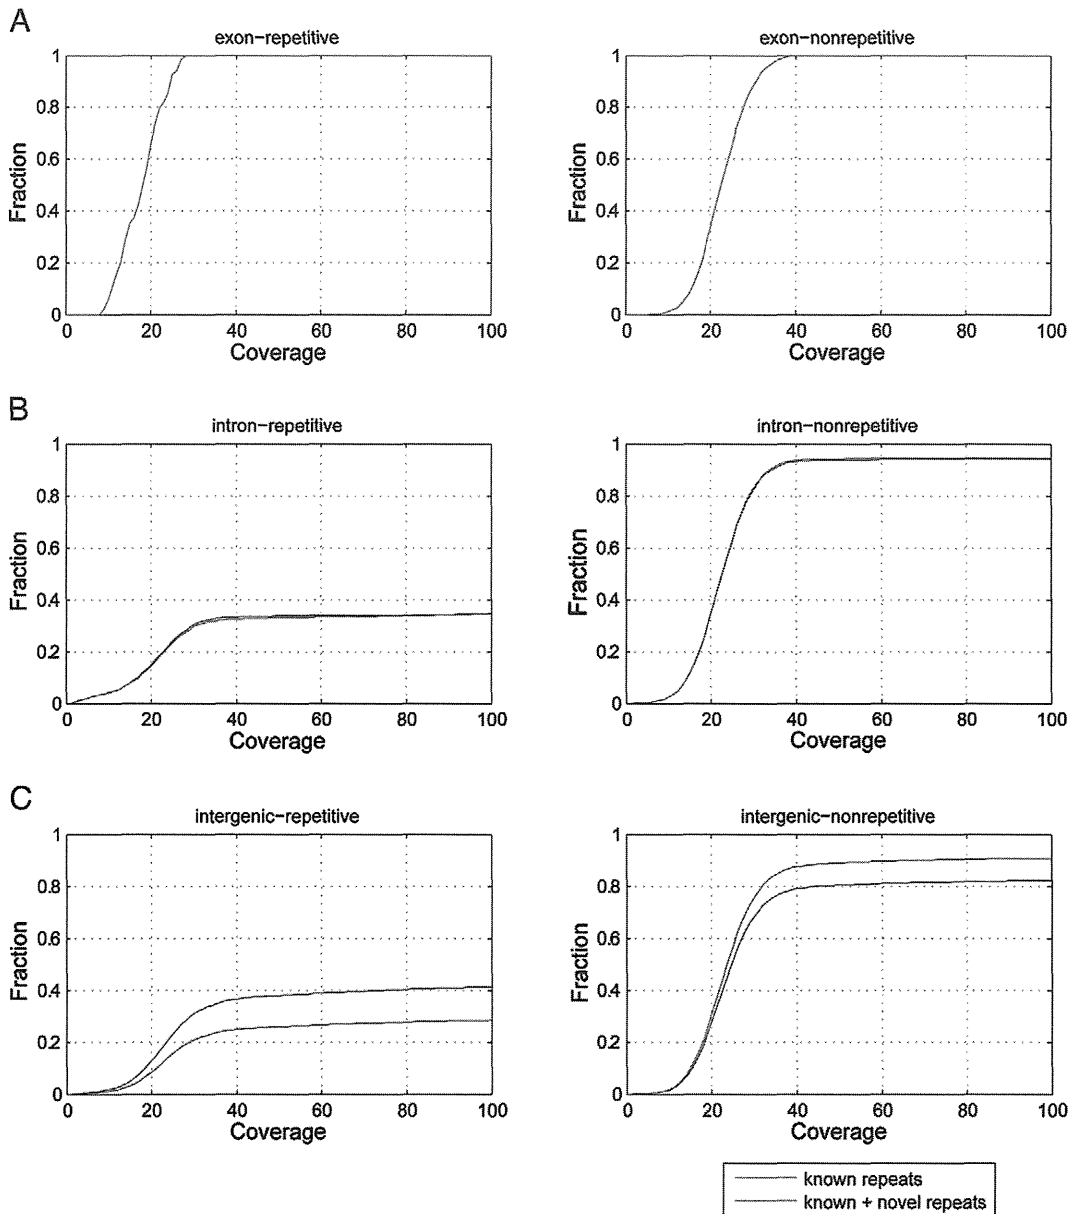 A
exon-repetitive
exon-nonrepetitive
1
0.8
0.6
0.4
0.2
0
Fraction
0 20 40 60 80 100
Coverage
1
0.8
0.6
0.4
0.2
0
Fraction
0 20 40 60 80 100
Coverage
B
intron-repetitive
intron-nonrepetitive
1
0.8
0.6
0.4
0.2
0
Fraction
0 20 40 60 80 100
Coverage
1
0.8
0.6
0.4
0.2
0
Fraction
0 20 40 60 80 100
Coverage
C
intergenic-repetitive
intergenic-nonrepetitive
1
0.8
0.6
0.4
0.2
0
Fraction
0 20 40 60 80 100
Coverage
1
0.8
0.6
0.4
0.2
0
Fraction
0 20 40 60 80 100
Coverage
known repeats
known + novel repeats